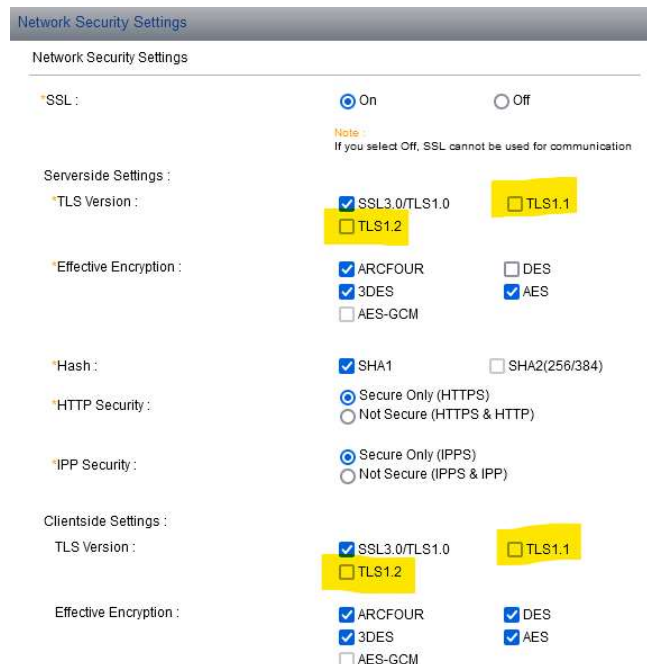 Network Security Settings
Network Security Settings
*SSL : On Off
Note :
If you select Off, SSL cannot be used for communication
Serverside Settings :
*TLS Version : SSL3.0/TLS1.0 TLS1.1
TLS1.2
*Effective Encryption : ARCFOUR DES
3DES AES
AES-GCM
*Hash : SHA1 SHA2(256/384)
*HTTP Security : Secure Only (HTTPS)
Not Secure (HTTPS & HTTP)
*IPP Security : Secure Only (IPPS)
Not Secure (IPPS & IPP)
Clientside Settings :
TLS Version : SSL3.0/TLS1.0 TLS1.1
TLS1.2
Effective Encryption : ARCFOUR DES
3DES AES
AES-GCM